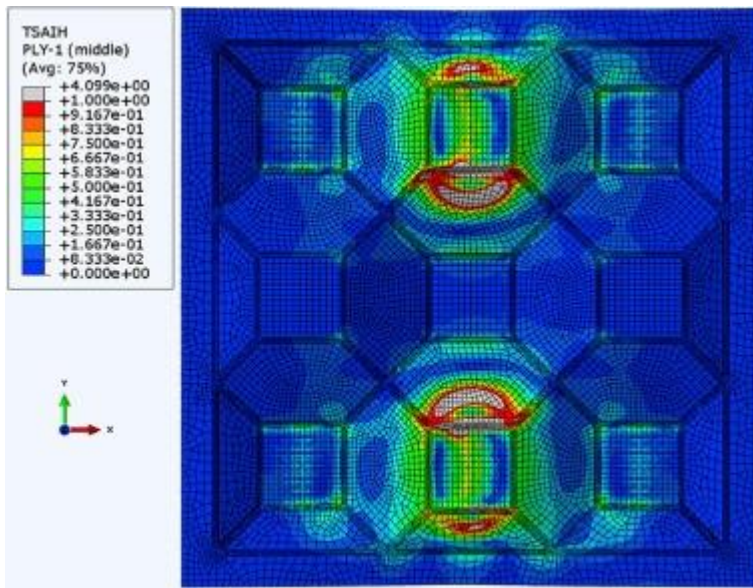 TSAIH
PLY-1 (middle)
(Avg: 75%)
+4.099e+00
+1.000e+00
+9.167e-01
+8.333e-01
+7.500e-01
+6.667e-01
+5.833e-01
+5.000e-01
+4.167e-01
+3.333e-01
+2.500e-01
+1.667e-01
+8.333e-02
+0.000e+00
Y
X